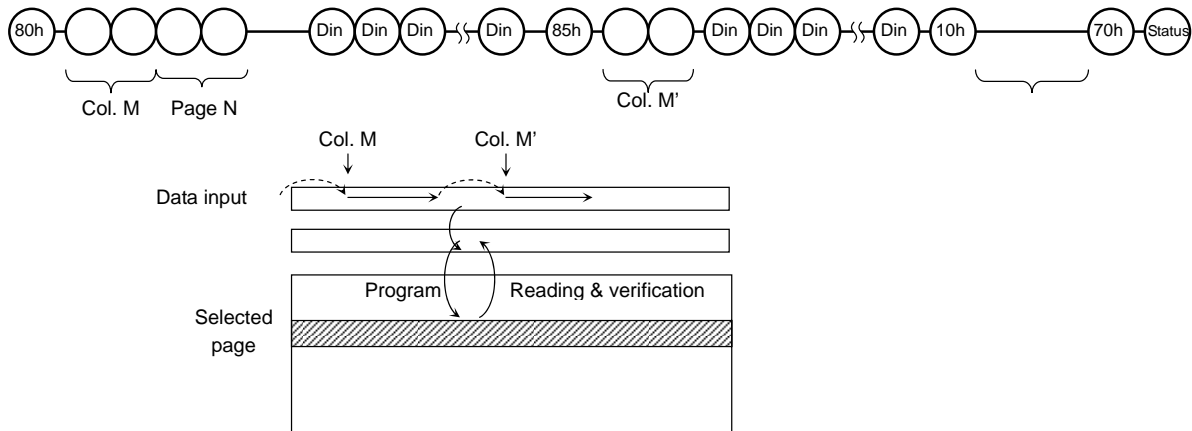 80h Din Din Din Din 85h Din Din Din Din 10h 70h Status
Col. M Page N Col. M’
Col. M Col. M’
Data input
Program Reading & verification
Selected
page